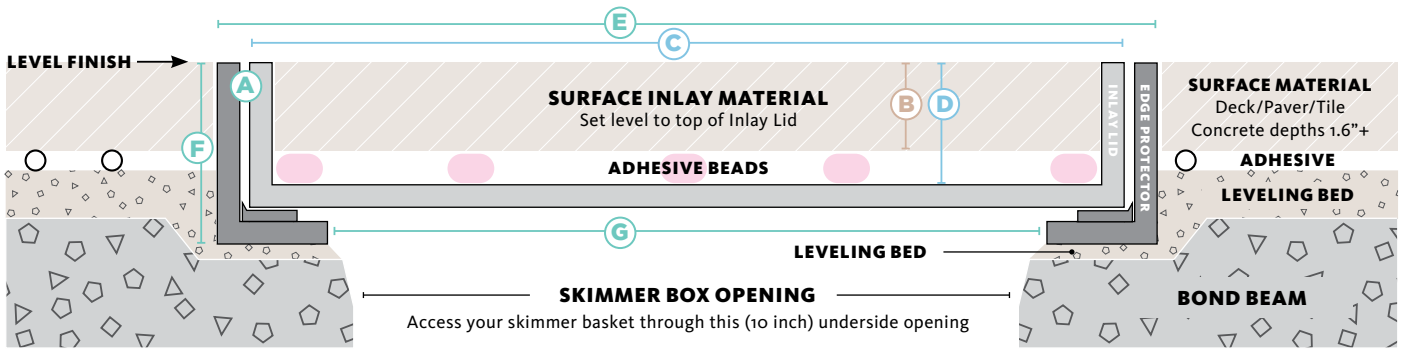 E
C
LEVEL FINISH
A
SURFACE INLAY MATERIAL
Set level to top of Inlay Lid
B
D
INLAY LID
EDGE PROTECTOR
SURFACE MATERIAL
Deck/Paver/Tile
Concrete depths 1.6”+
F
ADHESIVE BEADS
ADHESIVE
LEVELING BED
G
LEVELING BED
SKIMMER BOX OPENING
Access your skimmer basket through this (10 inch) underside opening
BOND BEAM